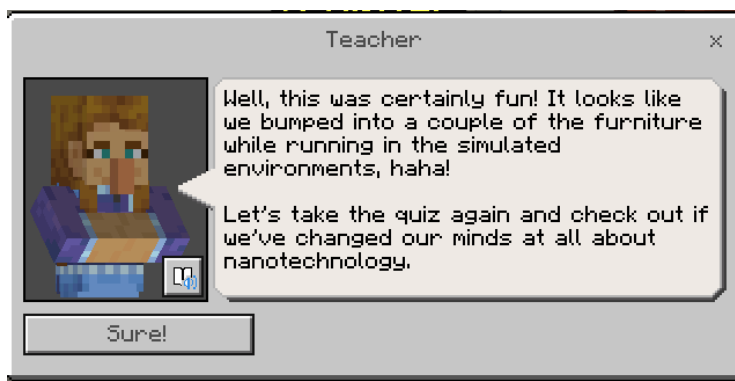 Teacher
x
Well, this was certainly fun! It looks like
we bumped into a couple of the furniture
while running in the simulated
environments, haha!
Let's take the quiz again and check out if
we've changed our minds at all about
nanotechnology.
Sure!